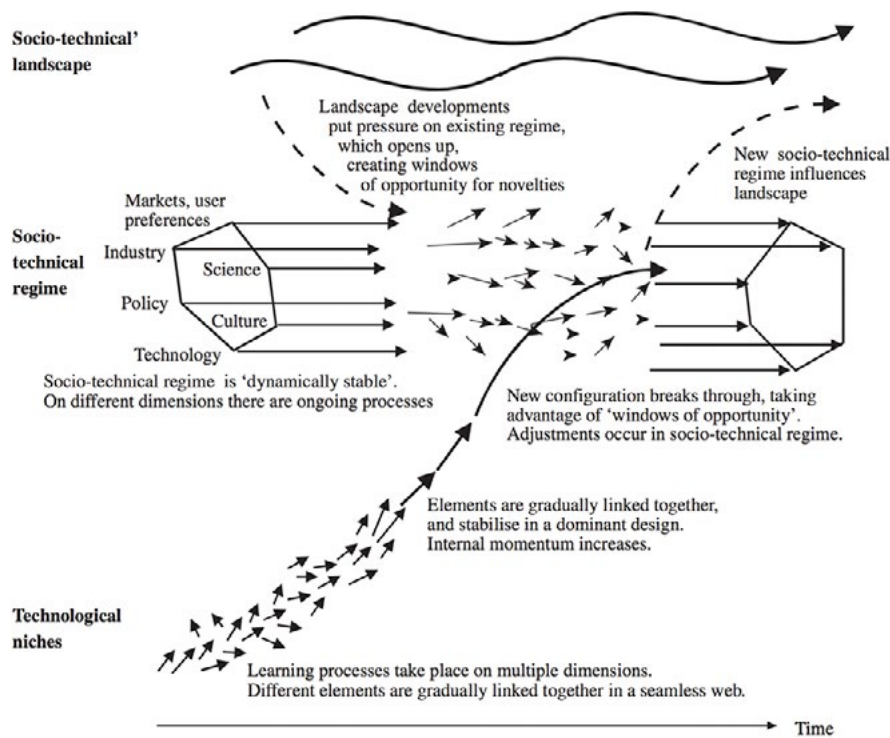 Socio-technical’
landscape
Landscape developments
put pressure on existing regime,
which opens up,
creating windows
of opportunity for novelties
New socio-technical
regime influences
landscape
Socio-
technical
regime
Markets, user
preferences
Industry
Science
Policy
Culture
Technology
Socio-technical regime is ‘dynamically stable’.
On different dimensions there are ongoing processes
New configuration breaks through, taking
advantage of ‘windows of opportunity’.
Adjustments occur in socio-technical regime.
Elements are gradually linked together,
and stabilise in a dominant design.
Internal momentum increases.
Technological
niches
Learning processes take place on multiple dimensions.
Different elements are gradually linked together in a seamless web.
Time